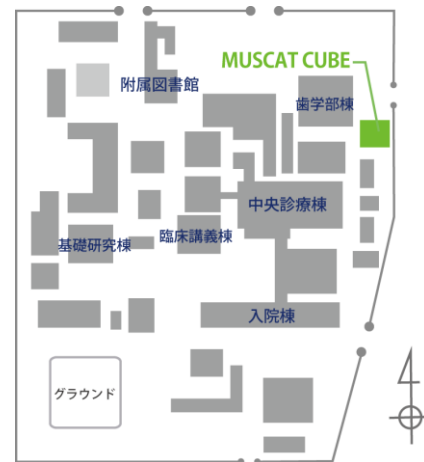 MUSCAT CUBE
附属図書館
歯学部棟
中央診療棟
臨床講義棟
基礎研究棟
入院棟
グラウンド